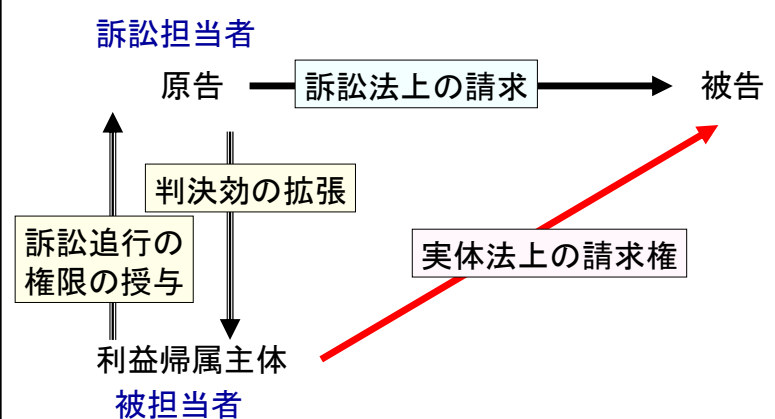 訴訟担当者
原告
訴訟法上の請求
被告
判決効の拡張
訴訟追行の
権限の授与
実体法上の請求権
利益帰属主体
被担当者